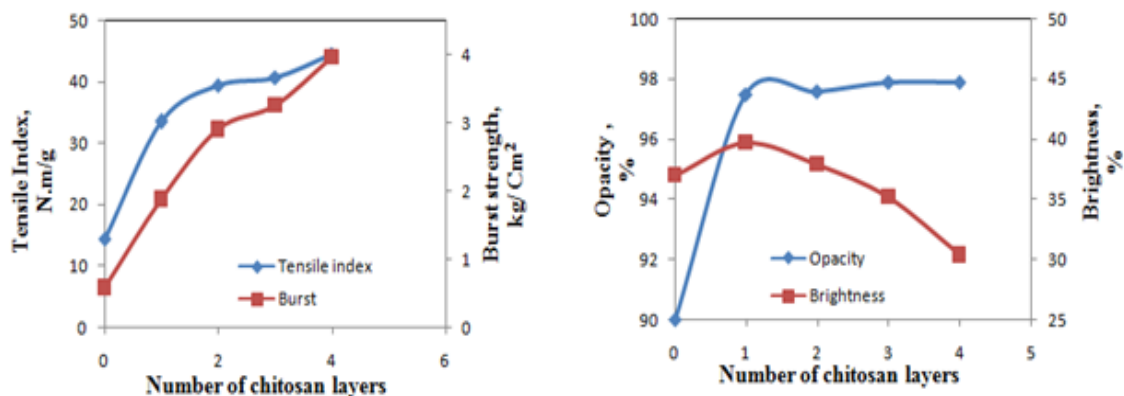 50
40
30
20
10
0
Tensile Index,
N.m/g
4
3
2
1
0
Burst strength,
kg/ Cm²
Tensile index
Burst
0 2 4 6
Number of chitosan layers
100
98
96
94
92
90
Opacity ,
%
50
45
40
35
30
25
Brightness,
%
Opacity
Brightness
0 1 2 3 4 5
Number of chitosan layers